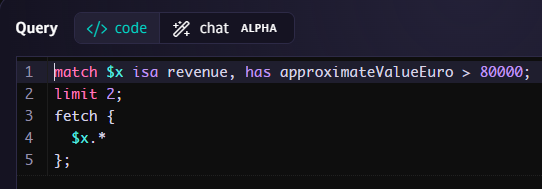 Query
</> code
chat ALPHA
1 match $x isa revenue, has approximateValueEuro > 80000;
2 limit 2;
3 fetch {
4   $x.*
5 };